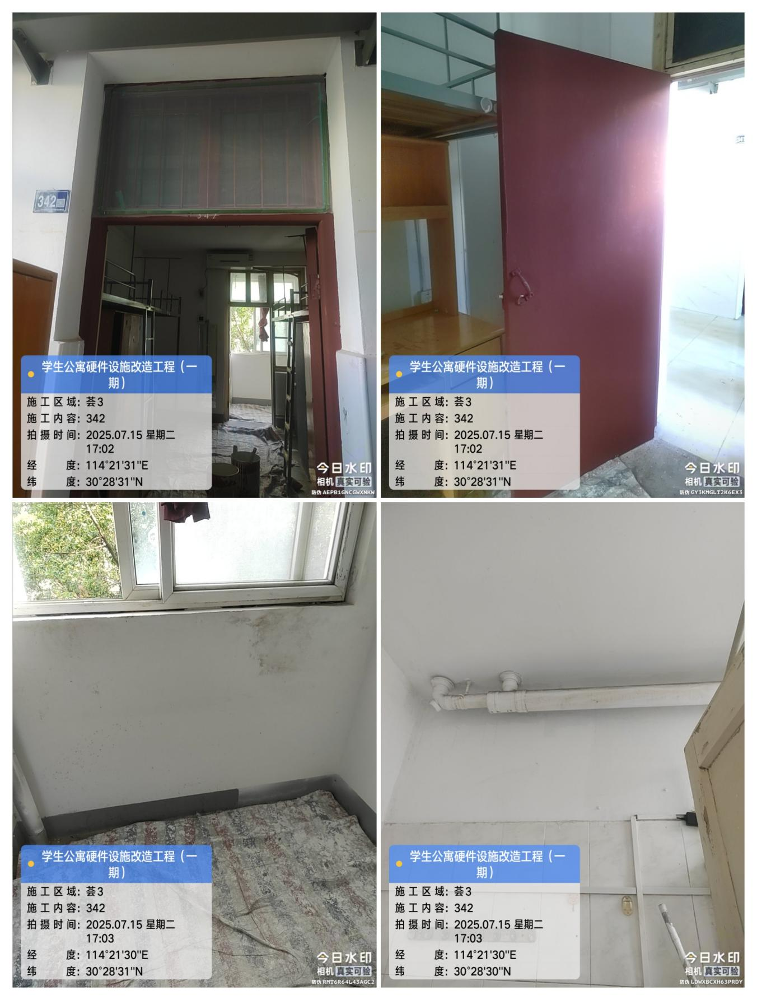 342
342
学生公寓硬件设施改造工程（一
期）
施工区域：荟3
施工内容：342
拍摄时间：2025.07.15 星期二
17:02
经度：114°21'31"E
纬度：30°28'31"N
今日水印
相机 真实可验
防伪 AEPB1GNCGWXNKW
学生公寓硬件设施改造工程（一
期）
施工区域：荟3
施工内容：342
拍摄时间：2025.07.15 星期二
17:02
经度：114°21'31"E
纬度：30°28'31"N
今日水印
相机 真实可验
防伪 GY3KMGLT2K6EX3
学生公寓硬件设施改造工程（一
期）
施工区域：荟3
施工内容：342
拍摄时间：2025.07.15 星期二
17:03
经度：114°21'30"E
纬度：30°28'31"N
今日水印
相机 真实可验
防伪 RMT6R64L43AGC2
学生公寓硬件设施改造工程（一
期）
施工区域：荟3
施工内容：342
拍摄时间：2025.07.15 星期二
17:03
经度：114°21'30"E
纬度：30°28'30"N
今日水印
相机 真实可验
防伪 LDWXBCXH63PRDY